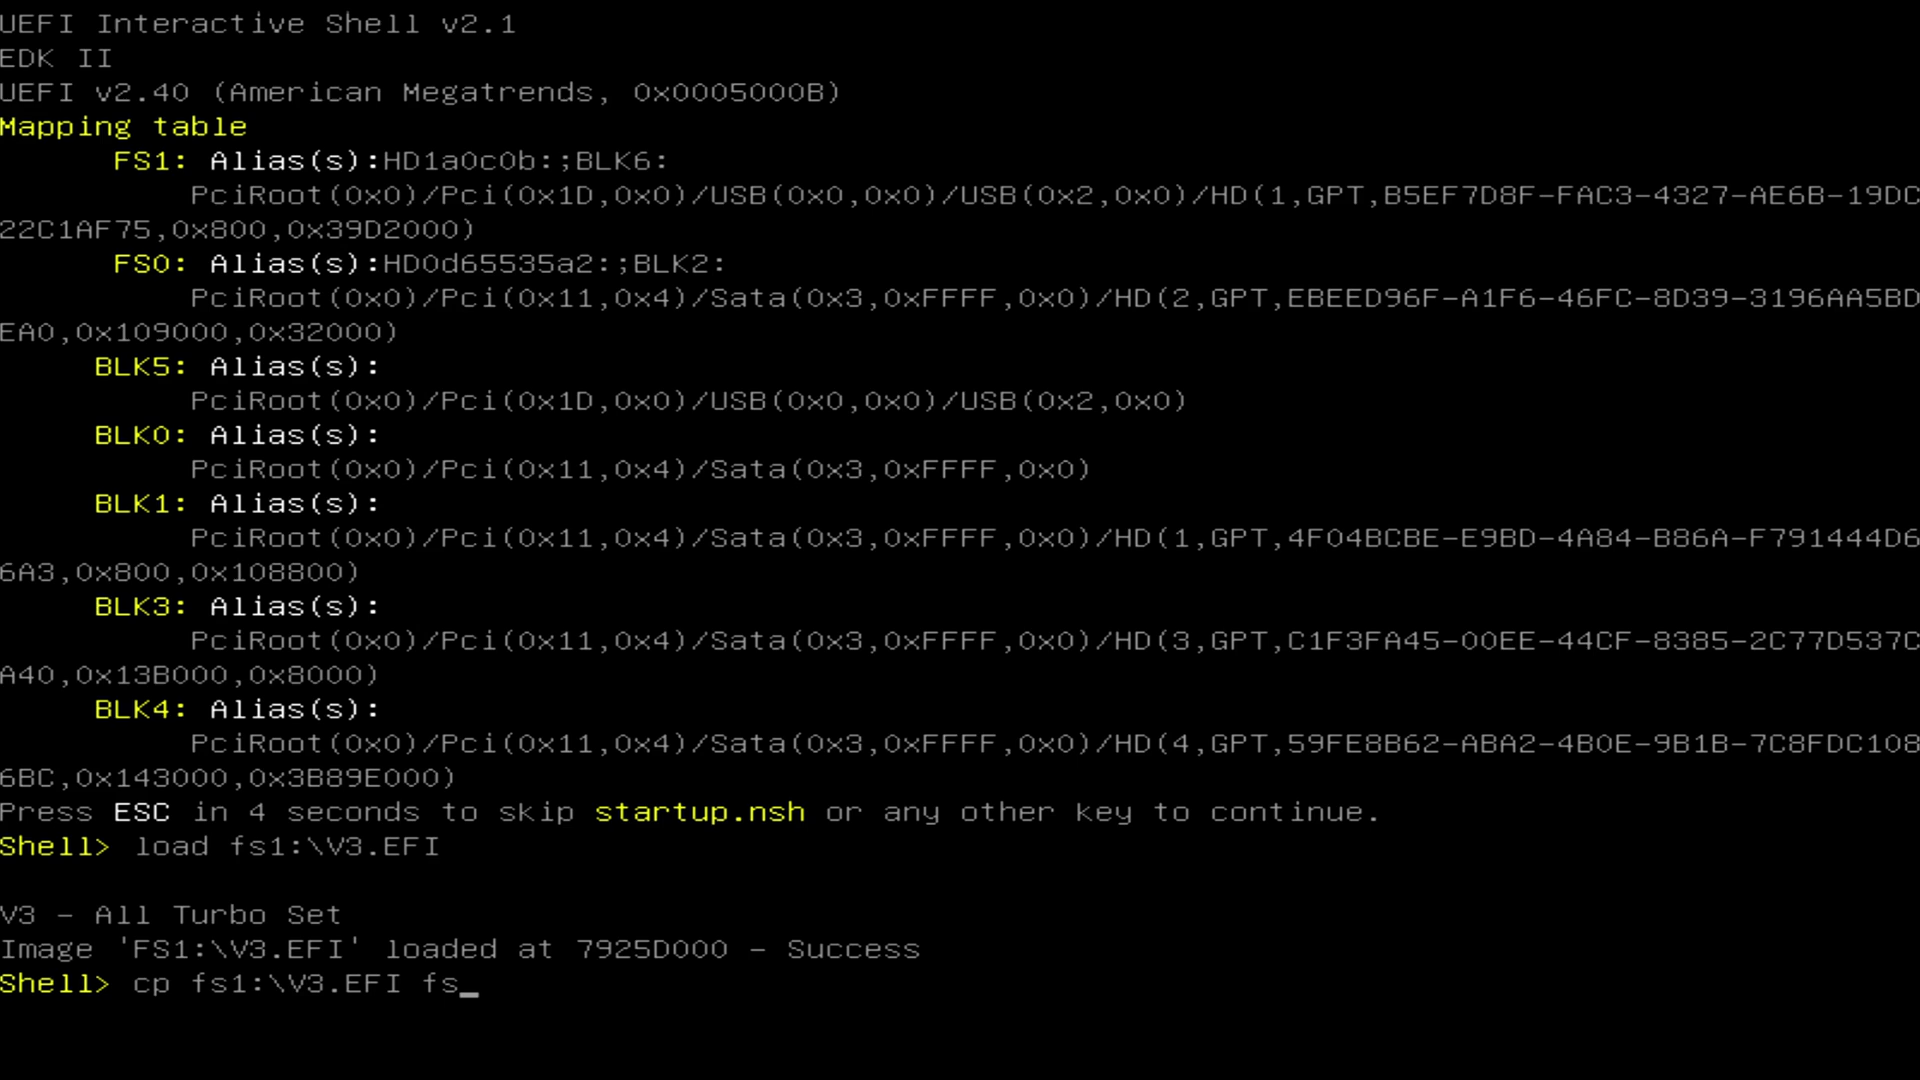 UEFI Interactive Shell v2.1
EDK II
UEFI v2.40 (American Megatrends, 0x0005000B)
Mapping table
FS1: Alias(s):HD1a0c0b:;BLK6:
PciRoot(0x0)/Pci(0x1D,0x0)/USB(0x0,0x0)/USB(0x2,0x0)/HD(1,GPT,B5EF7D8F-FAC3-4327-AE6B-19DC
22C1AF75,0x800,0x39D2000)
FS0: Alias(s):HD0d65535a2:;BLK2:
PciRoot(0x0)/Pci(0x11,0x4)/Sata(0x3,0xFFFF,0x0)/HD(2,GPT,EBEED96F-A1F6-46FC-8D39-3196AA5BD
EA0,0x109000,0x32000)
BLK5: Alias(s):
PciRoot(0x0)/Pci(0x1D,0x0)/USB(0x0,0x0)/USB(0x2,0x0)
BLK0: Alias(s):
PciRoot(0x0)/Pci(0x11,0x4)/Sata(0x3,0xFFFF,0x0)
BLK1: Alias(s):
PciRoot(0x0)/Pci(0x11,0x4)/Sata(0x3,0xFFFF,0x0)/HD(1,GPT,4F04BCBE-E9BD-4A84-B86A-F791444D6
6A3,0x800,0x108800)
BLK3: Alias(s):
PciRoot(0x0)/Pci(0x11,0x4)/Sata(0x3,0xFFFF,0x0)/HD(3,GPT,C1F3FA45-00EE-44CF-8385-2C77D537C
A40,0x13B000,0x8000)
BLK4: Alias(s):
PciRoot(0x0)/Pci(0x11,0x4)/Sata(0x3,0xFFFF,0x0)/HD(4,GPT,59FE8B62-ABA2-4B0E-9B1B-7C8FDC108
6BC,0x143000,0x3B89E000)
Press ESC in 4 seconds to skip startup.nsh or any other key to continue.
Shell> load fs1:\V3.EFI
V3 - All Turbo Set
Image 'FS1:\V3.EFI' loaded at 7925D000 - Success
Shell> cp fs1:\V3.EFI fs_